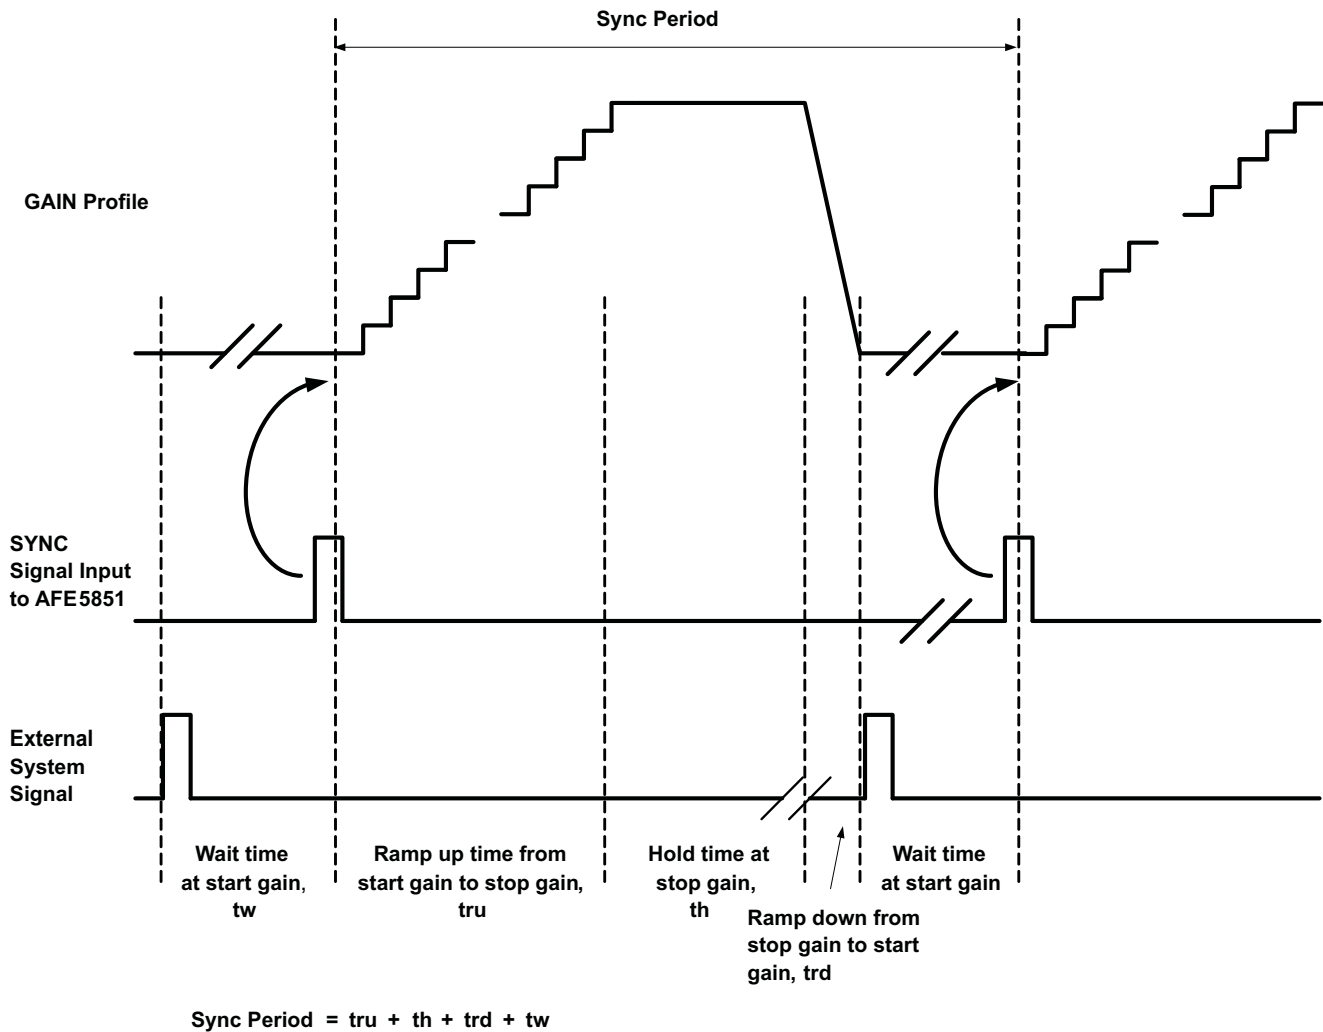 Sync Period
GAIN Profile
SYNC
Signal Input
to AFE5851
External
System
Signal
Wait time
at start gain,
tw
Ramp up time from
start gain to stop gain,
tru
Hold time at
stop gain,
th
Ramp down from
stop gain to start
gain, trd
Wait time
at start gain
Sync Period = tru + th + trd + tw